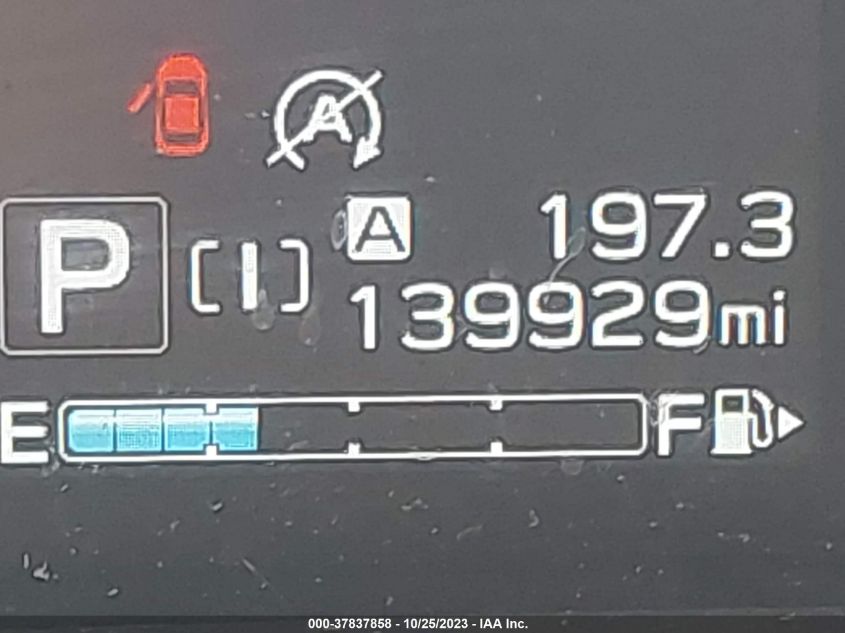 A
P [I] A 197.3
139929mi
E F
000-37837858 - 10/25/2023 - IAA Inc.